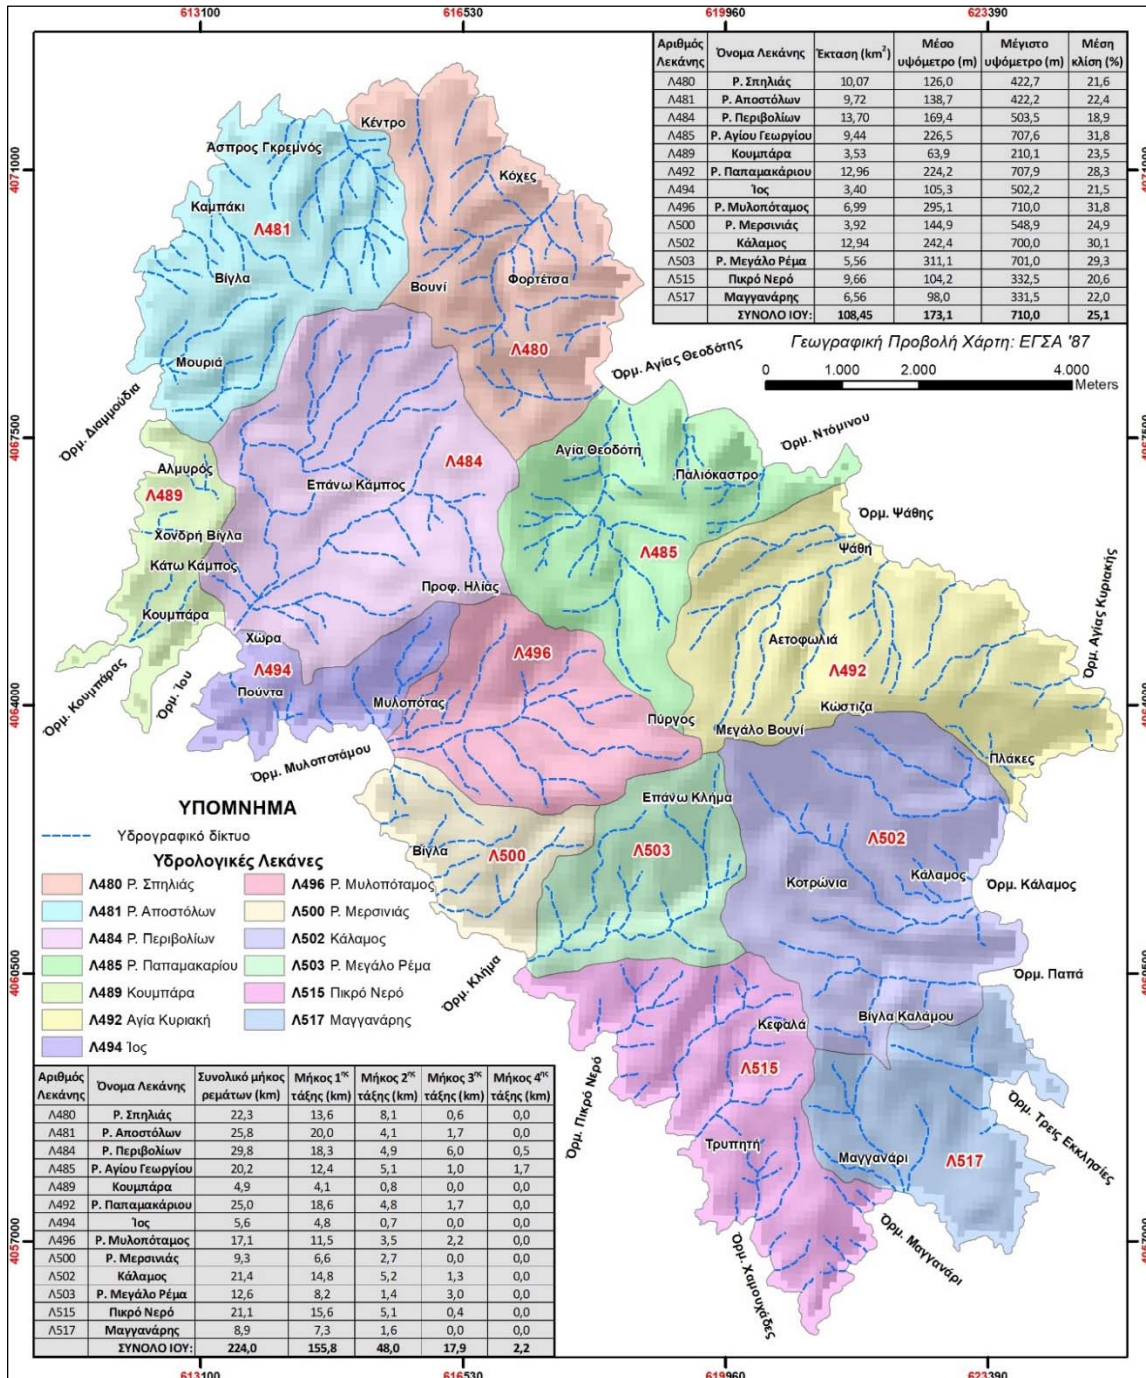 613100 616530 619960 623390
Αριθμός Λεκάνης Όνομα Λεκάνης Έκταση (km²) Μέσο υψόμετρο (m) Μέγιστο υψόμετρο (m) Μέση κλίση (%)
Λ480 Ρ. Σπηλιάς 10,07 126,0 422,7 21,6
Λ481 Ρ. Αποστόλων 9,72 138,7 422,2 22,4
Λ484 Ρ. Περιβολίων 13,70 169,4 503,5 18,9
Λ485 Ρ. Αγίου Γεωργίου 9,44 226,5 707,6 31,8
Λ489 Κουμπάρα 3,53 63,9 210,1 23,5
Λ492 Ρ. Παπαμακάριου 12,96 224,2 707,9 28,3
Λ494 Ίος 3,40 105,3 502,2 21,5
Λ496 Ρ. Μυλοπόταμος 6,99 295,1 710,0 31,8
Λ500 Ρ. Μερσινιάς 3,92 144,9 548,9 24,9
Λ502 Κάλαμος 12,94 242,4 700,0 30,1
Λ503 Ρ. Μεγάλο Ρέμα 5,56 311,1 701,0 29,3
Λ515 Πικρό Νερό 9,66 104,2 332,5 20,6
Λ517 Μαγγανάρης 6,56 98,0 331,5 22,0
ΣΥΝΟΛΟ ΙΟΥ: 108,45 173,1 710,0 25,1
Γεωγραφική Προβολή Χάρτη: ΕΓΣΑ '87
0 1.000 2.000 4.000
Meters
4071000 4071000
4067500 4067500
4064000 4064000
4060500 4060500
4057000 4057000
Κέντρο
Άσπρος Γκρεμνός
Κόχες
Καμπάκι
Λ481
Βίγλα
Βουνί
Φορτέτσα
Μουριά
Λ480
Όρμ. Αγίας Θεοδότης
Όρμ. Διαμμούδια
Όρμ. Ντόμινου
Αλμυρός
Λ489
Επάνω Κάμπος
Λ484
Αγία Θεοδότη
Παλιόκαστρο
Όρμ. Ψάθης
Χονδρή Βίγλα
Κάτω Κάμπος
Λ485
Ψάθη
Όρμ. Αγίας Κυριακής
Κουμπάρα
Προφ. Ηλίας
Χώρα
Αετοφωλιά
Λ494
Λ496
Λ492
Όρμ. Κουμπάρας
Όρμ. Ίου
Πούντα
Μυλοπότας
Πύργος
Μεγάλο Βουνί
Κώστιζα
Όρμ. Μυλοποτάμου
Πλάκες
Επάνω Κλήμα
Βίγλα
Λ500
Λ503
Λ502
Κοτρώνια
Κάλαμος
Όρμ. Κάλαμος
Όρμ. Κλήμα
Όρμ. Παπά
Κεφαλά
Βίγλα Καλάμου
Λ515
Όρμ. Πικρό Νερό
Όρμ. Τρεις Εκκλησίες
Τρυπητή
Μαγγανάρι
Λ517
Όρμ. Μαγγανάρι
Όρμ. Χαμουχάδες
ΥΠΟΜΝΗΜΑ
Υδρογραφικό δίκτυο
Υδρολογικές Λεκάνες
Λ480 Ρ. Σπηλιάς
Λ481 Ρ. Αποστόλων
Λ484 Ρ. Περιβολίων
Λ485 Ρ. Παπαμακαρίου
Λ489 Κουμπάρα
Λ492 Αγία Κυριακή
Λ494 Ίος
Λ496 Ρ. Μυλοπόταμος
Λ500 Ρ. Μερσινιάς
Λ502 Κάλαμος
Λ503 Ρ. Μεγάλο Ρέμα
Λ515 Πικρό Νερό
Λ517 Μαγγανάρης
Αριθμός Λεκάνης Όνομα Λεκάνης Συνολικό μήκος ρεμάτων (km) Μήκος 1ης τάξης (km) Μήκος 2ης τάξης (km) Μήκος 3ης τάξης (km) Μήκος 4ης τάξης (km)
Λ480 Ρ. Σπηλιάς 22,3 13,6 8,1 0,6 0,0
Λ481 Ρ. Αποστόλων 25,8 20,0 4,1 1,7 0,0
Λ484 Ρ. Περιβολίων 29,8 18,3 4,9 6,0 0,5
Λ485 Ρ. Αγίου Γεωργίου 20,2 12,4 5,1 1,0 1,7
Λ489 Κουμπάρα 4,9 4,1 0,8 0,0 0,0
Λ492 Ρ. Παπαμακάριου 25,0 18,6 4,8 1,7 0,0
Λ494 Ίος 5,6 4,8 0,7 0,0 0,0
Λ496 Ρ. Μυλοπόταμος 17,1 11,5 3,5 2,2 0,0
Λ500 Ρ. Μερσινιάς 9,3 6,6 2,7 0,0 0,0
Λ502 Κάλαμος 21,4 14,8 5,2 1,3 0,0
Λ503 Ρ. Μεγάλο Ρέμα 12,6 8,2 1,4 3,0 0,0
Λ515 Πικρό Νερό 21,1 15,6 5,1 0,4 0,0
Λ517 Μαγγανάρης 8,9 7,3 1,6 0,0 0,0
ΣΥΝΟΛΟ ΙΟΥ: 224,0 155,8 48,0 17,9 2,2
613100 616530 619960 623390